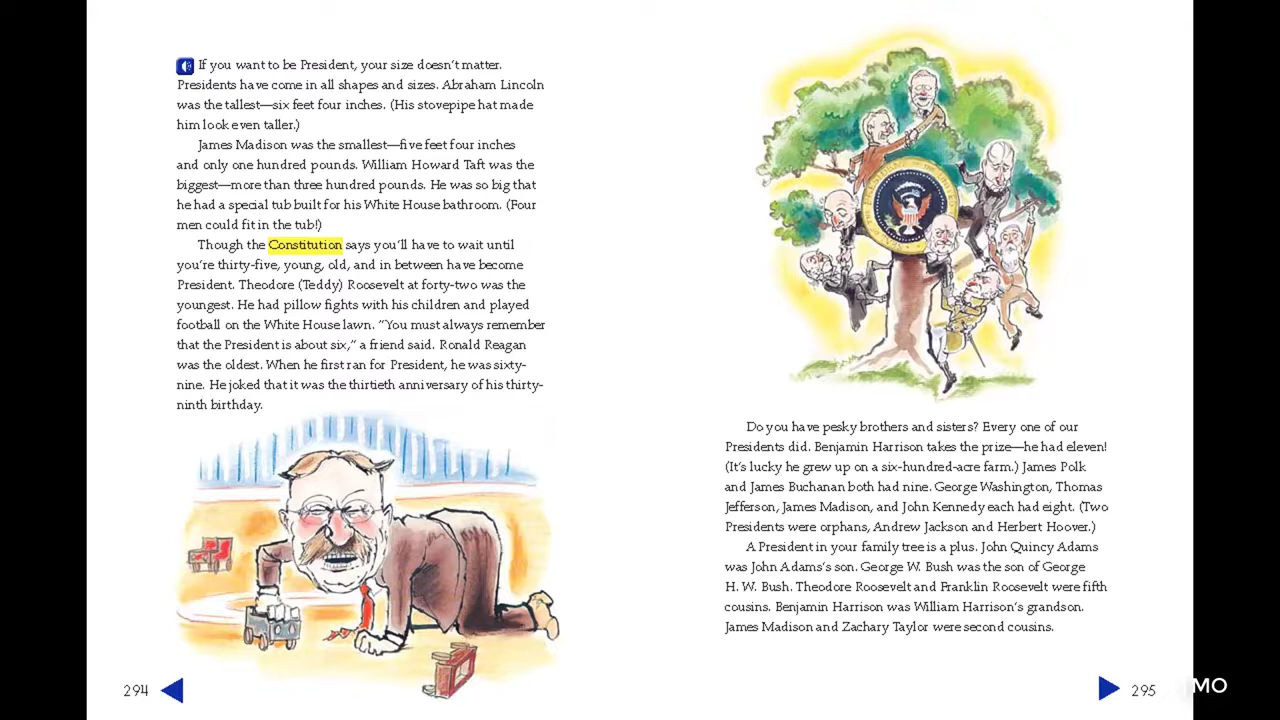 If you want to be President, your size doesn't matter.
Presidents have come in all shapes and sizes. Abraham Lincoln
was the tallest—six feet four inches. (His stovepipe hat made
him look even taller.)
James Madison was the smallest—five feet four inches
and only one hundred pounds. William Howard Taft was the
biggest—more than three hundred pounds. He was so big that
he had a special tub built for his White House bathroom. (Four
men could fit in the tub!)
Though the Constitution says you'll have to wait until
you're thirty-five, young, old, and in between have become
President. Theodore (Teddy) Roosevelt at forty-two was the
youngest. He had pillow fights with his children and played
football on the White House lawn. "You must always remember
that the President is about six," a friend said. Ronald Reagan
was the oldest. When he first ran for President, he was sixty-
nine. He joked that it was the thirtieth anniversary of his thirty-
ninth birthday.
294
Do you have pesky brothers and sisters? Every one of our
Presidents did. Benjamin Harrison takes the prize—he had eleven!
(It's lucky he grew up on a six-hundred-acre farm.) James Polk
and James Buchanan both had nine. George Washington, Thomas
Jefferson, James Madison, and John Kennedy each had eight. (Two
Presidents were orphans, Andrew Jackson and Herbert Hoover.)
A President in your family tree is a plus. John Quincy Adams
was John Adams's son. George W. Bush was the son of George
H. W. Bush. Theodore Roosevelt and Franklin Roosevelt were fifth
cousins. Benjamin Harrison was William Harrison's grandson.
James Madison and Zachary Taylor were second cousins.
295